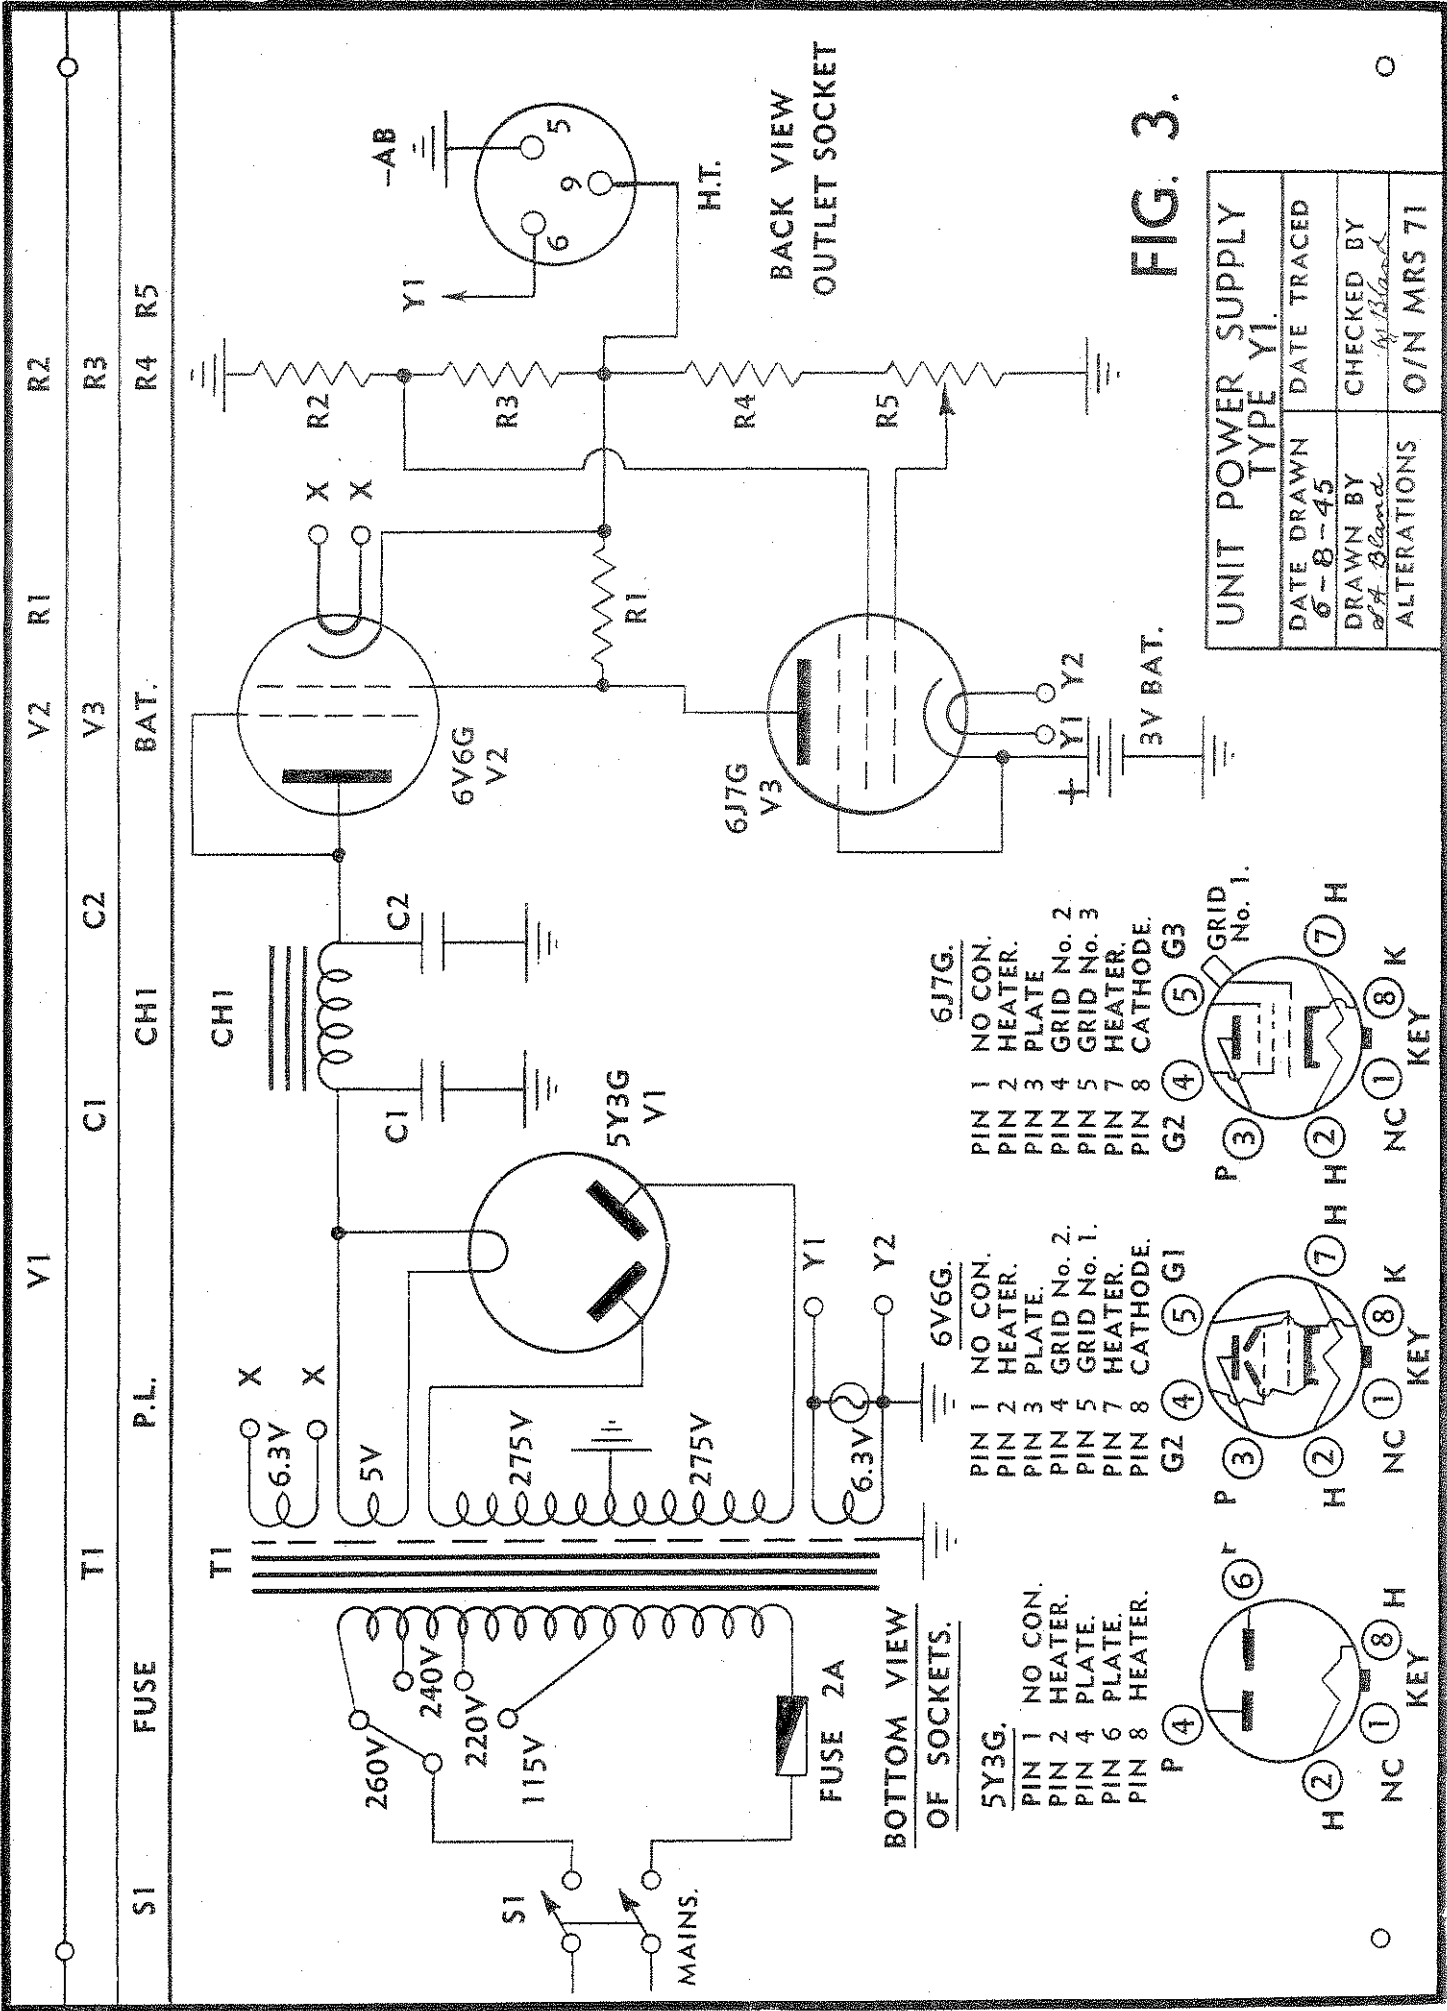 V1 V2 R1 R2
T1 C1 C2 V3 R3
S1 FUSE P.L. CH1 BAT. R4 R5
T1
260V
240V
220V
115V
S1
MAINS.
FUSE 2A
6.3V
X
X
5V
275V
275V
6.3V
Y1
Y2
5Y3G
V1
CH1
C1
C2
6V6G
V2
X
X
R1
R2
R3
R4
R5
6J7G
V3
Y1
Y2
+
3V BAT.
Y1
-AB
6
9
5
H.T.
BACK VIEW
OUTLET SOCKET
BOTTOM VIEW
OF SOCKETS.
5Y3G.
PIN 1 NO CON.
PIN 2 HEATER.
PIN 4 PLATE.
PIN 6 PLATE.
PIN 8 HEATER.
P 4
6
H 2
8 H
NC 1
KEY
6V6G.
PIN 1 NO CON.
PIN 2 HEATER.
PIN 3 PLATE.
PIN 4 GRID No. 2.
PIN 5 GRID No. 1.
PIN 7 HEATER.
PIN 8 CATHODE.
G2 4 5 G1
P 3
7 H
H 2
8 K
NC 1
KEY
6J7G.
PIN 1 NO CON.
PIN 2 HEATER.
PIN 3 PLATE
PIN 4 GRID No. 2
PIN 5 GRID No. 3
PIN 7 HEATER.
PIN 8 CATHODE.
G2 4 5 G3
GRID
No. 1.
P 3
7 H
H 2
8 K
NC 1
KEY
FIG. 3.
UNIT POWER SUPPLY
TYPE Y1.
DATE DRAWN
6-8-45
DATE TRACED
DRAWN BY
Bland
CHECKED BY
Bland
ALTERATIONS
O/N MRS 71